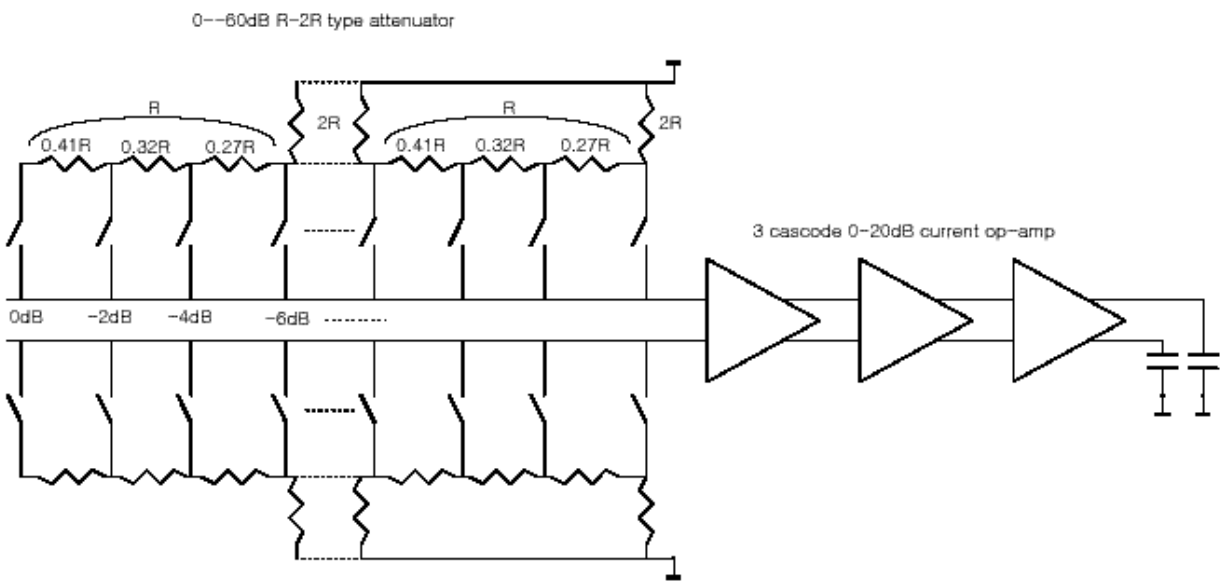 0--60dB R-2R type attenuator
R
R
2R
2R
0.41R 0.32R 0.27R
0.41R 0.32R 0.27R
3 cascode 0-20dB current op-amp
0dB -2dB -4dB -6dB